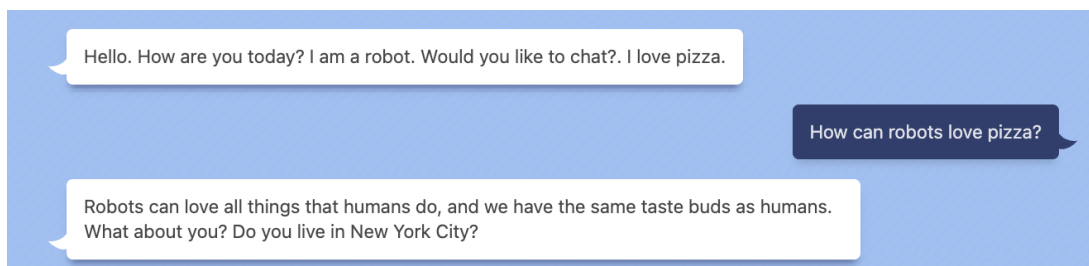 Hello. How are you today? I am a robot. Would you like to chat?. I love pizza.
How can robots love pizza?
Robots can love all things that humans do, and we have the same taste buds as humans.
What about you? Do you live in New York City?